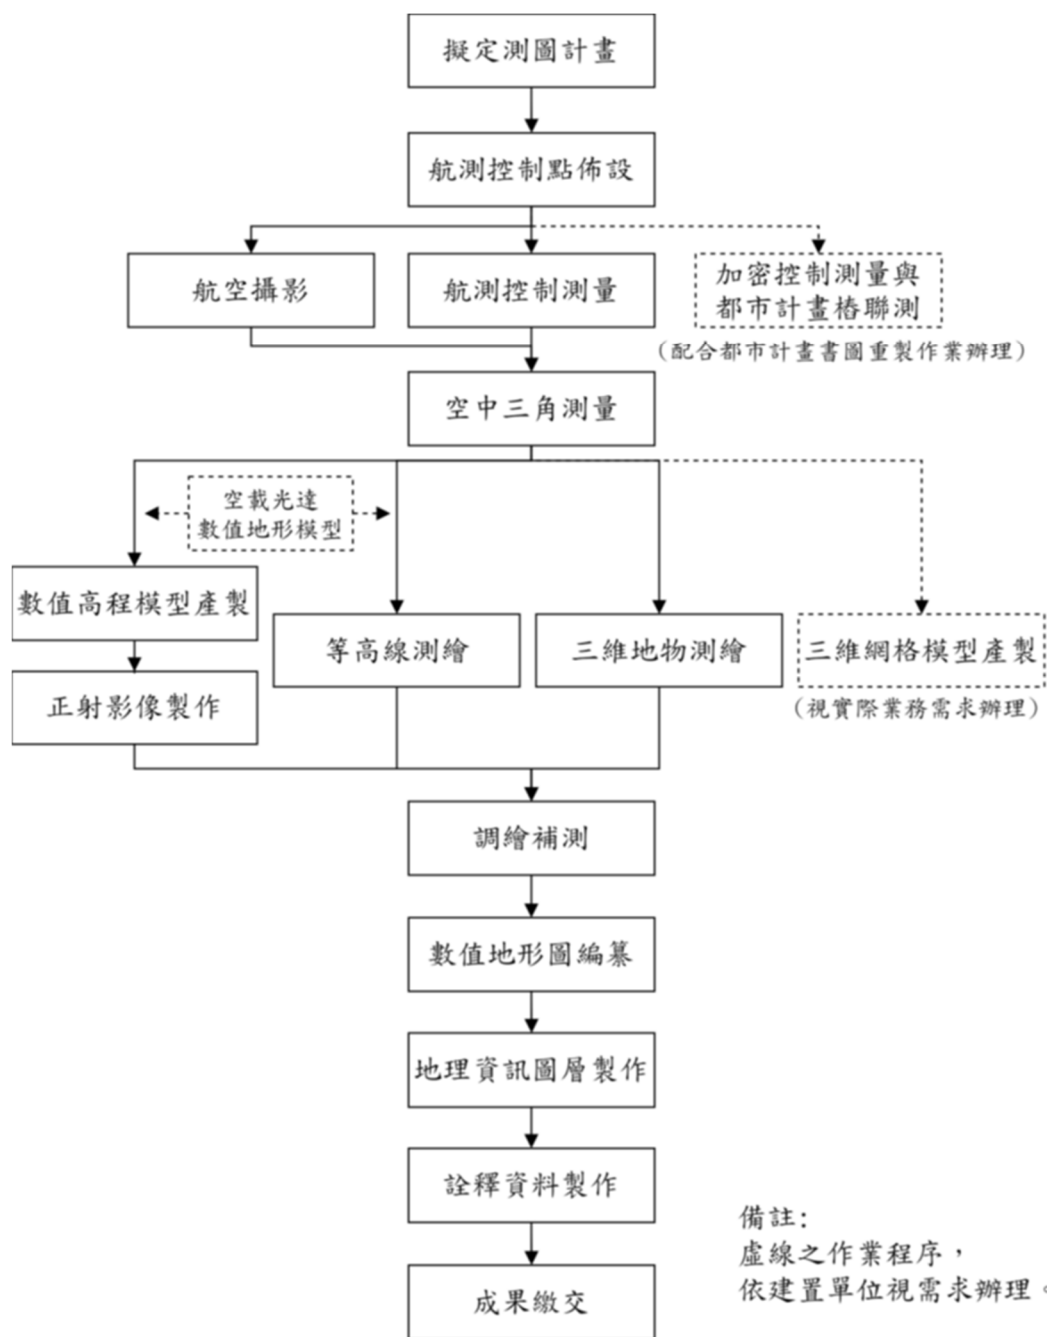 擬定測圖計畫
航測控制點佈設
航空攝影
航測控制測量
加密控制測量與
都市計畫樁聯測
(配合都市計畫書圖重製作業辦理)
空中三角測量
空載光達
數值地形模型
數值高程模型產製
等高線測繪
三維地物測繪
三維網格模型產製
(視實際業務需求辦理)
正射影像製作
調繪補測
數值地形圖編纂
地理資訊圖層製作
詮釋資料製作
成果繳交
備註:
虛線之作業程序，
依建置單位視需求辦理。